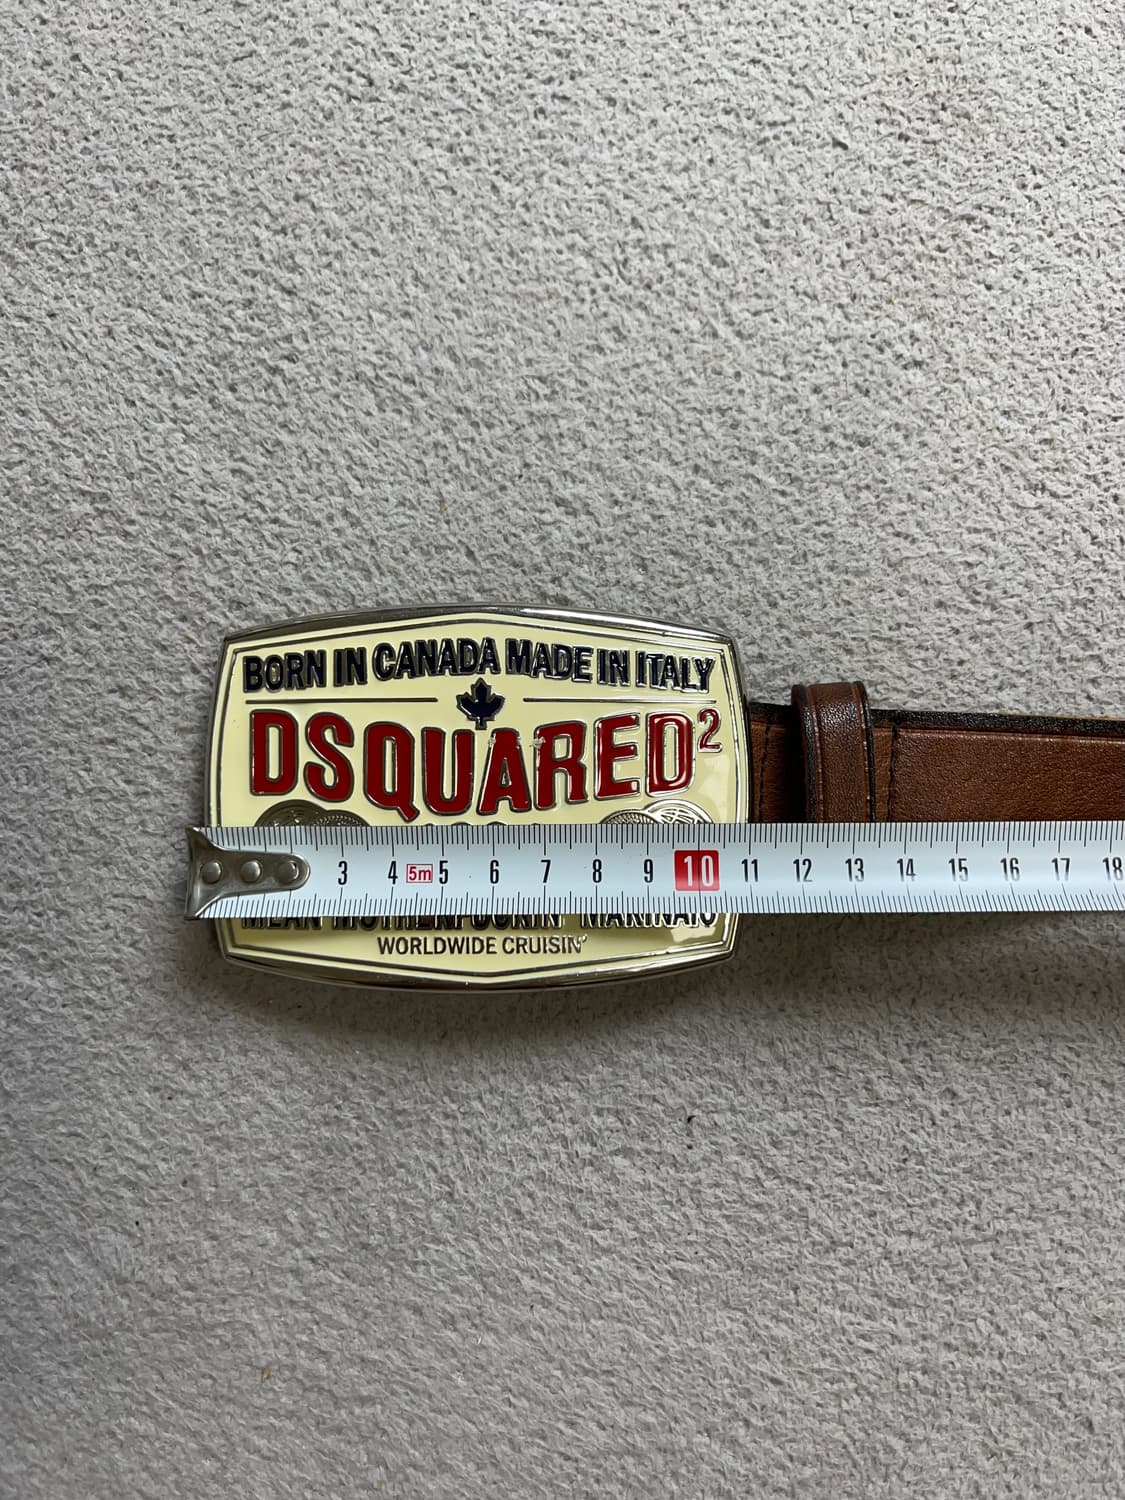 BORN IN CANADA MADE IN ITALY
DSQUARED2
3 4 5m 5 6 7 8 9 10 11 12 13 14 15 16 17 18
WORLDWIDE CRUISIN'